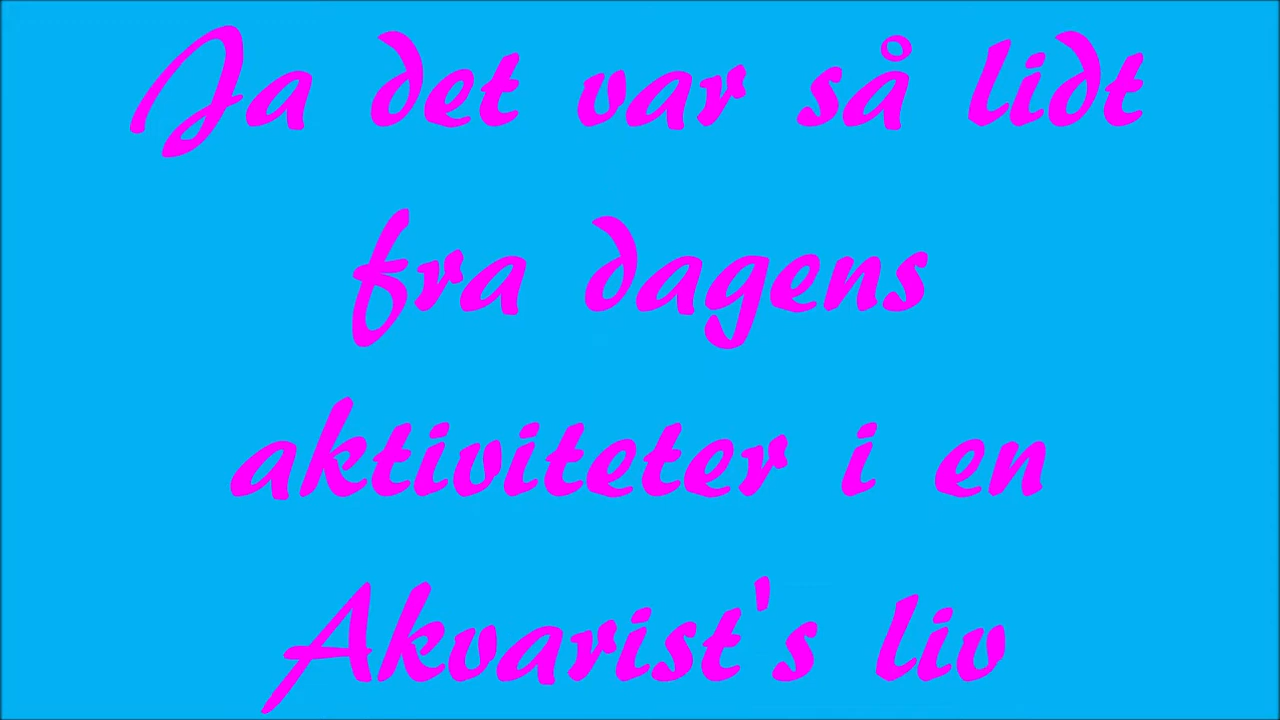 Ja det var så lidt
fra dagens
aktiviteter i en
Akvarist's liv